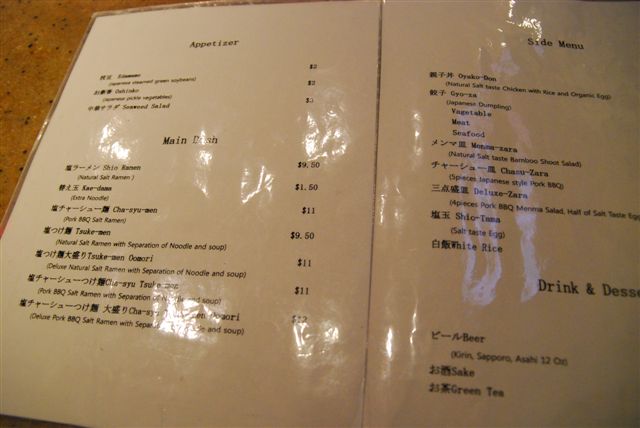 Appetizer
枝豆 Edamame $2
(Japanese steamed green soybeans)
お新香 Oshinko $3
(Japanese pickle vegetables)
中華サラダ Seaweed Salad $3
Main Dish
塩ラーメン Shio Ramen $9.50
(Natural Salt Ramen)
替え玉 Kae-dama $1.50
(Extra Noodle)
塩チャーシュー麺 Cha-syu-men $11
(Pork BBQ Salt Ramen)
塩つけ麺 Tsuke-men $9.50
(Natural Salt Ramen with Separation of Noodle and soup)
塩つけ麺大盛りTsuke-men Oomori $11
(Deluxe Natural Salt Ramen with Separation of Noodle and soup)
塩チャーシューつけ麺Cha-syu Tsuke-men $11
(Pork BBQ Salt Ramen with Separation of Noodle and soup)
塩チャーシューつけ麺 大盛りCha-syu Oomori
(Deluxe Pork BBQ Salt Ramen with Noodle and soup)
Side Menu
親子丼 Oyako-Don
(Natural Salt taste Chicken with Rice and Organic Egg)
餃子 Gyo-za
(Japanese Dumpling)
Vagetable
Meat
Seafood
メンマ皿 Menma-zara
(Natural Salt taste Bamboo Shoot Salad)
チャーシュー皿 Chasu-Zara
(5pieces Japanese style Pork BBQ)
三点盛皿 Deluxe-Zara
(4pieces Pork BBQ Menma Salad, Half of Salt Taste
塩玉 Shio-Tama
(Salt taste Egg)
白飯White Rice
Drink & Desse
ビールBeer
(Kirin, Sapporo, Asahi 12 Oz)
お酒Sake
お茶Green Tea